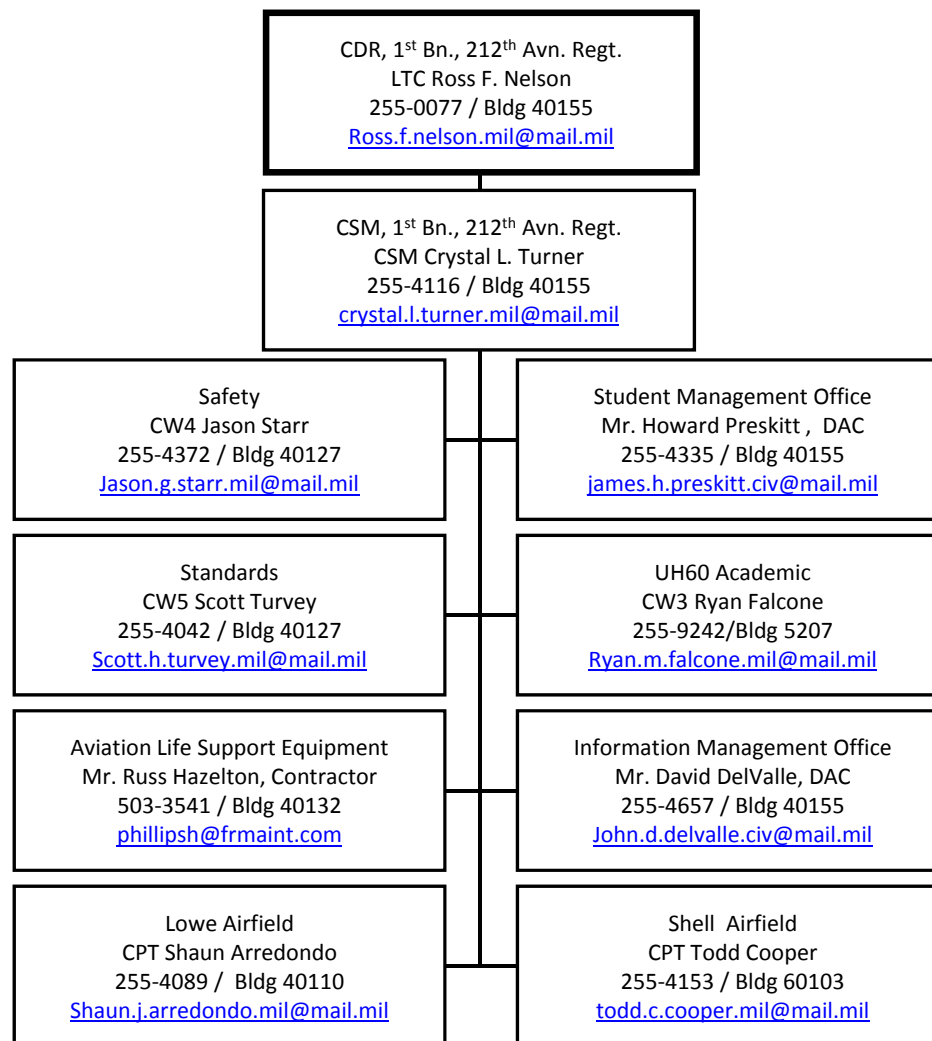 CDR, 1st Bn., 212th Avn. Regt.
LTC Ross F. Nelson
255-0077 / Bldg 40155
Ross.f.nelson.mil@mail.mil
CSM, 1st Bn., 212th Avn. Regt.
CSM Crystal L. Turner
255-4116 / Bldg 40155
crystal.l.turner.mil@mail.mil
Safety
CW4 Jason Starr
255-4372 / Bldg 40127
Jason.g.starr.mil@mail.mil
Student Management Office
Mr. Howard Preskitt , DAC
255-4335 / Bldg 40155
james.h.preskitt.civ@mail.mil
Standards
CW5 Scott Turvey
255-4042 / Bldg 40127
Scott.h.turvey.mil@mail.mil
UH60 Academic
CW3 Ryan Falcone
255-9242/Bldg 5207
Ryan.m.falcone.mil@mail.mil
Aviation Life Support Equipment
Mr. Russ Hazelton, Contractor
503-3541 / Bldg 40132
phillipsh@frmaint.com
Information Management Office
Mr. David DelValle, DAC
255-4657 / Bldg 40155
John.d.delvalle.civ@mail.mil
Lowe Airfield
CPT Shaun Arredondo
255-4089 / Bldg 40110
Shaun.j.arredondo.mil@mail.mil
Shell Airfield
CPT Todd Cooper
255-4153 / Bldg 60103
todd.c.cooper.mil@mail.mil